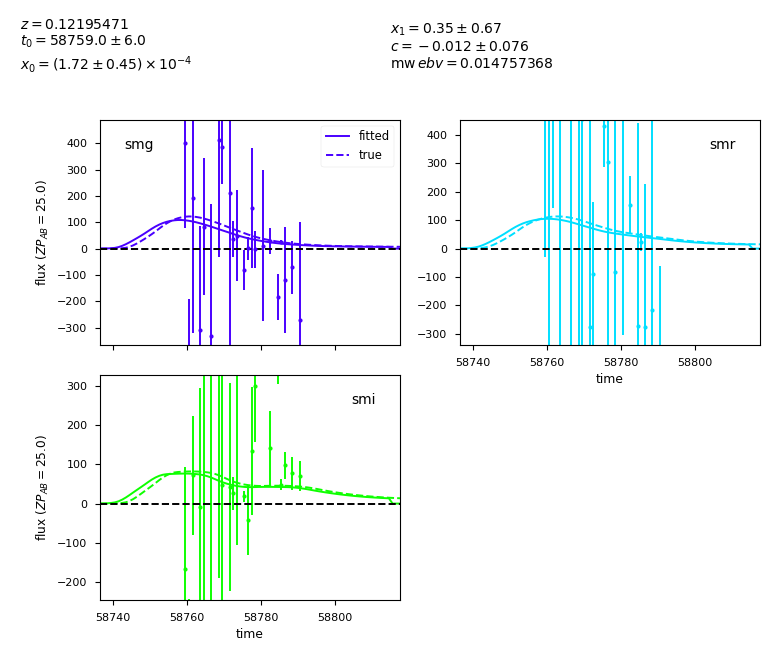 z = 0.12195471
t₀ = 58759.0 ± 6.0
x₀ = (1.72 ± 0.45) × 10⁻⁴
x₁ = 0.35 ± 0.67
c = −0.012 ± 0.076
mw ebv = 0.014757368
smg
fitted
true
flux (ZP_AB = 25.0)
400
300
200
100
0
−100
−200
−300
smr
400
300
200
100
0
−100
−200
−300
58740
58760
58780
58800
time
smi
flux (ZP_AB = 25.0)
300
200
100
0
−100
−200
58740
58760
58780
58800
time